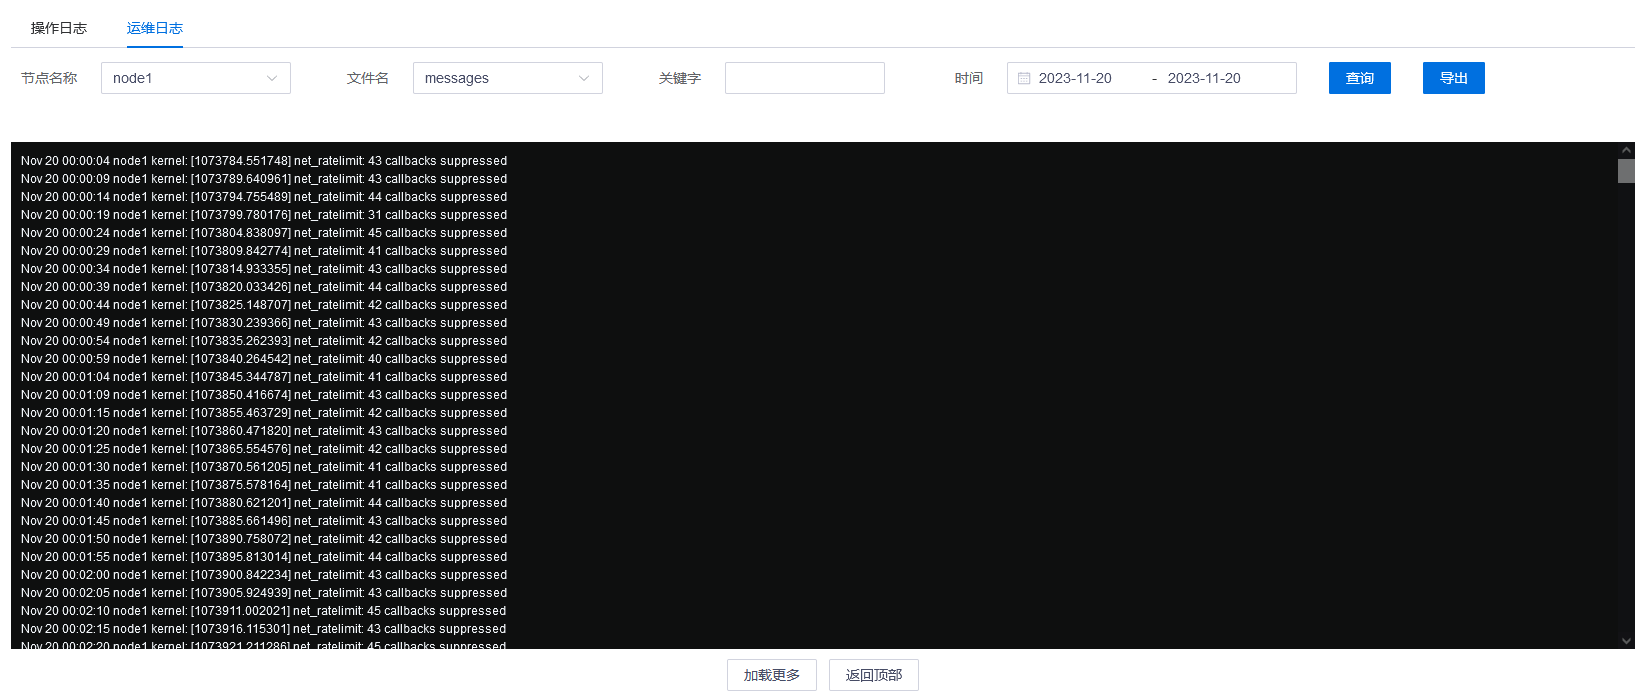 操作日志 运维日志
节点名称 node1 文件名 messages 关键字 时间 2023-11-20 - 2023-11-20 查询 导出
Nov 20 00:00:04 node1 kernel: [1073784.551748] net_ratelimit: 43 callbacks suppressed
Nov 20 00:00:09 node1 kernel: [1073789.640961] net_ratelimit: 43 callbacks suppressed
Nov 20 00:00:14 node1 kernel: [1073794.755489] net_ratelimit: 44 callbacks suppressed
Nov 20 00:00:19 node1 kernel: [1073799.780176] net_ratelimit: 31 callbacks suppressed
Nov 20 00:00:24 node1 kernel: [1073804.838097] net_ratelimit: 45 callbacks suppressed
Nov 20 00:00:29 node1 kernel: [1073809.842774] net_ratelimit: 41 callbacks suppressed
Nov 20 00:00:34 node1 kernel: [1073814.933355] net_ratelimit: 43 callbacks suppressed
Nov 20 00:00:39 node1 kernel: [1073820.033426] net_ratelimit: 44 callbacks suppressed
Nov 20 00:00:44 node1 kernel: [1073825.148707] net_ratelimit: 42 callbacks suppressed
Nov 20 00:00:49 node1 kernel: [1073830.239366] net_ratelimit: 43 callbacks suppressed
Nov 20 00:00:54 node1 kernel: [1073835.262393] net_ratelimit: 42 callbacks suppressed
Nov 20 00:00:59 node1 kernel: [1073840.264542] net_ratelimit: 40 callbacks suppressed
Nov 20 00:01:04 node1 kernel: [1073845.344787] net_ratelimit: 41 callbacks suppressed
Nov 20 00:01:09 node1 kernel: [1073850.416674] net_ratelimit: 43 callbacks suppressed
Nov 20 00:01:15 node1 kernel: [1073855.463729] net_ratelimit: 42 callbacks suppressed
Nov 20 00:01:20 node1 kernel: [1073860.471820] net_ratelimit: 43 callbacks suppressed
Nov 20 00:01:25 node1 kernel: [1073865.554576] net_ratelimit: 42 callbacks suppressed
Nov 20 00:01:30 node1 kernel: [1073870.561205] net_ratelimit: 41 callbacks suppressed
Nov 20 00:01:35 node1 kernel: [1073875.578164] net_ratelimit: 41 callbacks suppressed
Nov 20 00:01:40 node1 kernel: [1073880.621201] net_ratelimit: 44 callbacks suppressed
Nov 20 00:01:45 node1 kernel: [1073885.661496] net_ratelimit: 43 callbacks suppressed
Nov 20 00:01:50 node1 kernel: [1073890.758072] net_ratelimit: 42 callbacks suppressed
Nov 20 00:01:55 node1 kernel: [1073895.813014] net_ratelimit: 44 callbacks suppressed
Nov 20 00:02:00 node1 kernel: [1073900.842234] net_ratelimit: 43 callbacks suppressed
Nov 20 00:02:05 node1 kernel: [1073905.924939] net_ratelimit: 43 callbacks suppressed
Nov 20 00:02:10 node1 kernel: [1073911.002021] net_ratelimit: 45 callbacks suppressed
Nov 20 00:02:15 node1 kernel: [1073916.115301] net_ratelimit: 43 callbacks suppressed
Nov 20 00:02:20 node1 kernel: [1073921.211286] net_ratelimit: 45 callbacks suppressed
加载更多 返回顶部